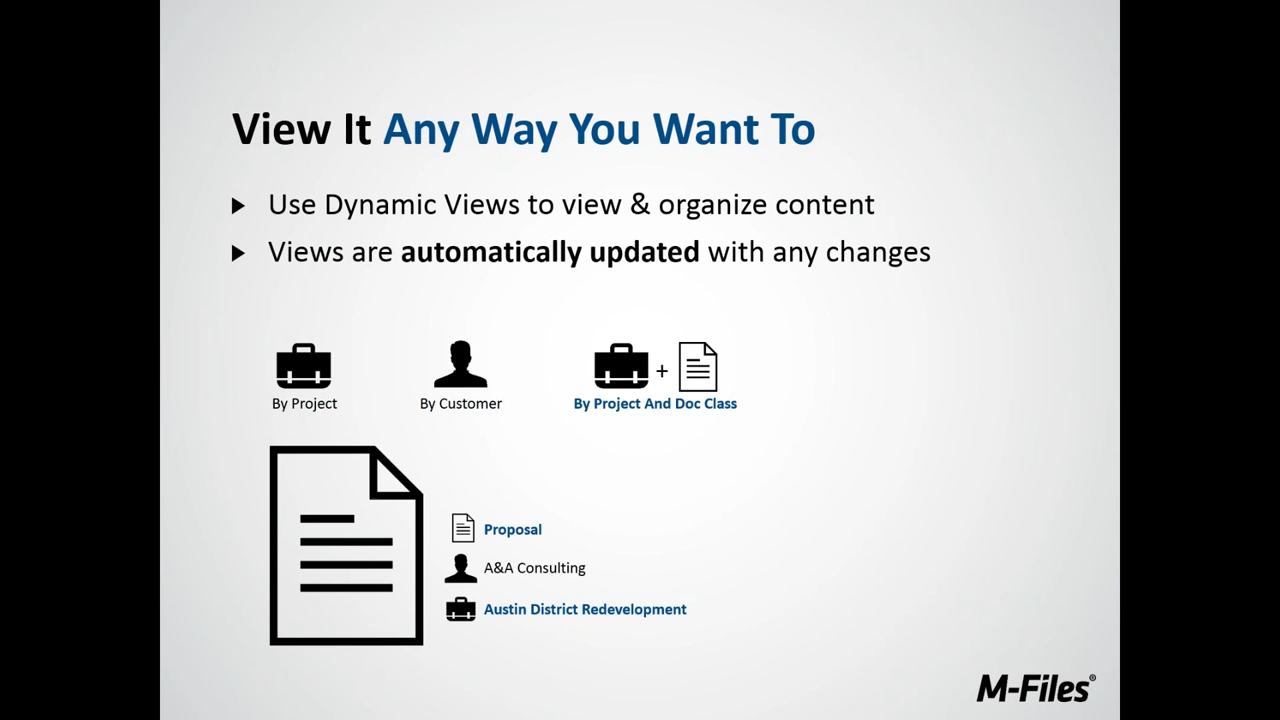 View It Any Way You Want To
Use Dynamic Views to view & organize content
Views are automatically updated with any changes
+
By Project
By Customer
By Project And Doc Class
Proposal
A&A Consulting
Austin District Redevelopment
M-Files®